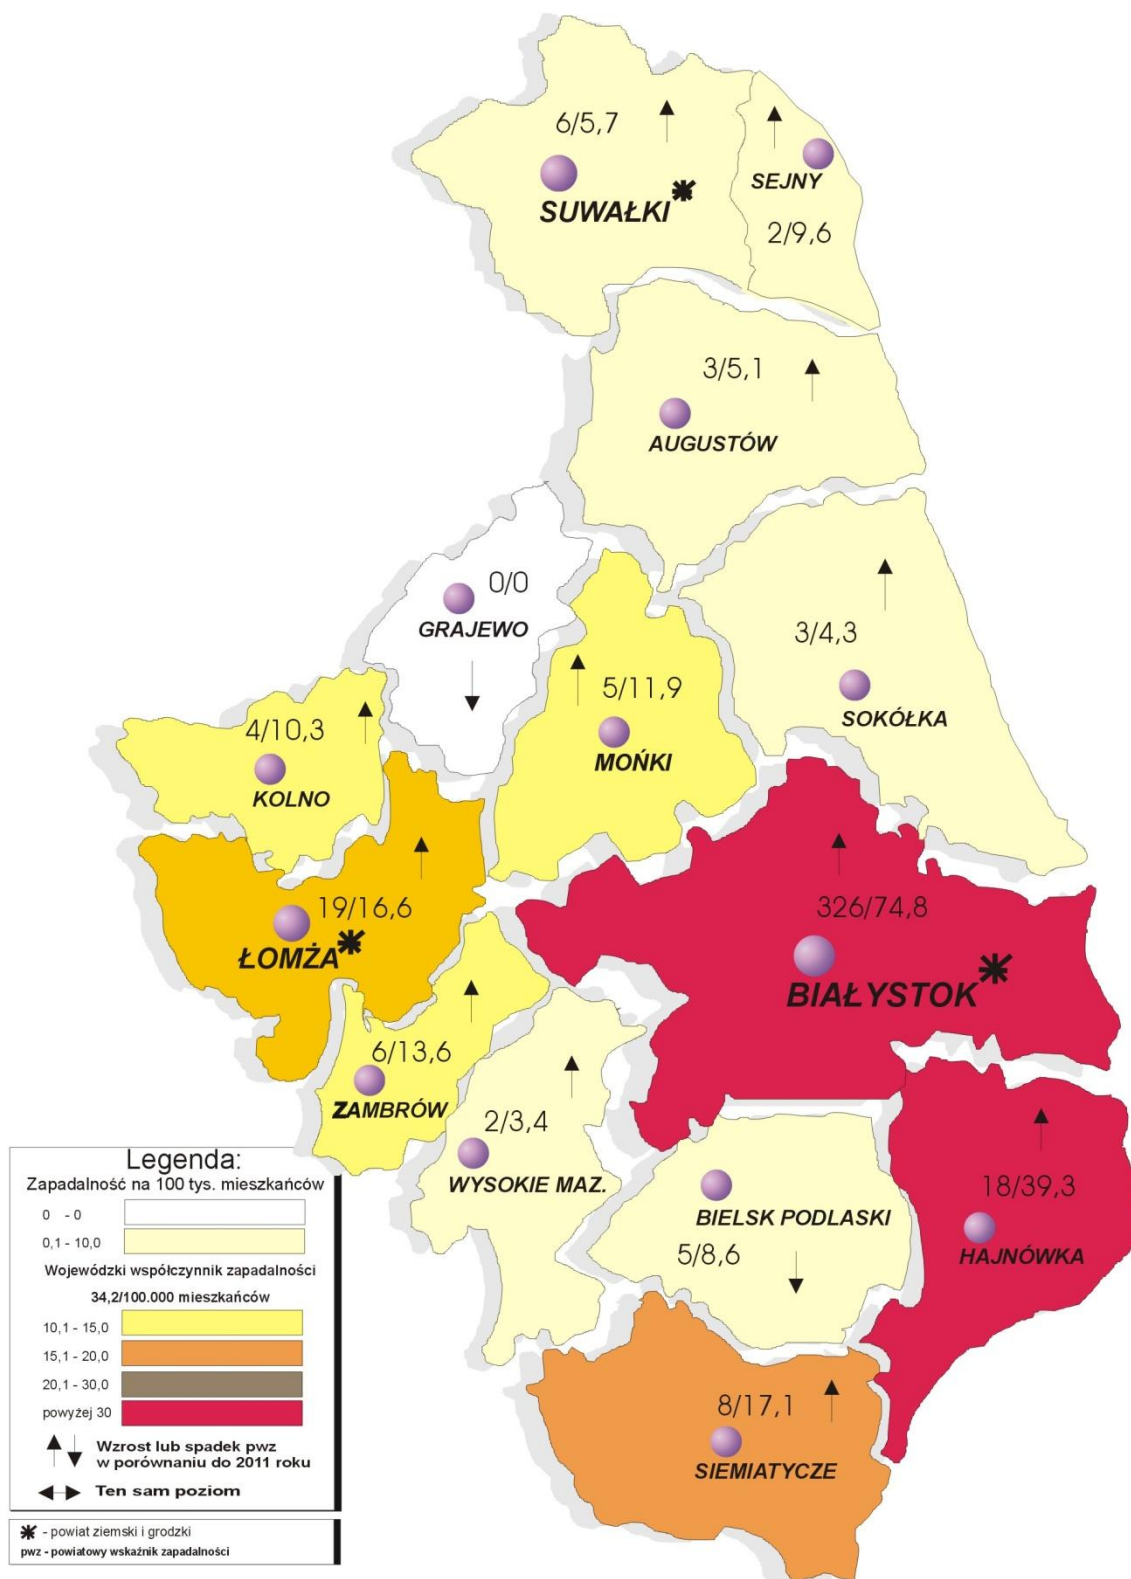 6/5,7
SUWAŁKI*
SEJNY
2/9,6
3/5,1
AUGUSTÓW
0/0
GRAJEWO
3/4,3
SOKÓŁKA
5/11,9
MOŃKI
4/10,3
KOLNO
19/16,6
ŁOMŻA*
326/74,8
BIAŁYSTOK*
6/13,6
ZAMBRÓW
2/3,4
WYSOKIE MAZ.
BIELSK PODLASKI
5/8,6
18/39,3
HAJNÓWKA
8/17,1
SIEMIATYCZE
Legenda:
Zapadalność na 100 tys. mieszkańców
0 - 0
0,1 - 10,0
Wojewódzki współczynnik zapadalności
34,2/100.000 mieszkańców
10,1 - 15,0
15,1 - 20,0
20,1 - 30,0
powyżej 30
Wzrost lub spadek pwz
w porównaniu do 2011 roku
Ten sam poziom
* - powiat ziemski i grodzki
pwz - powiatowy wskaźnik zapadalności